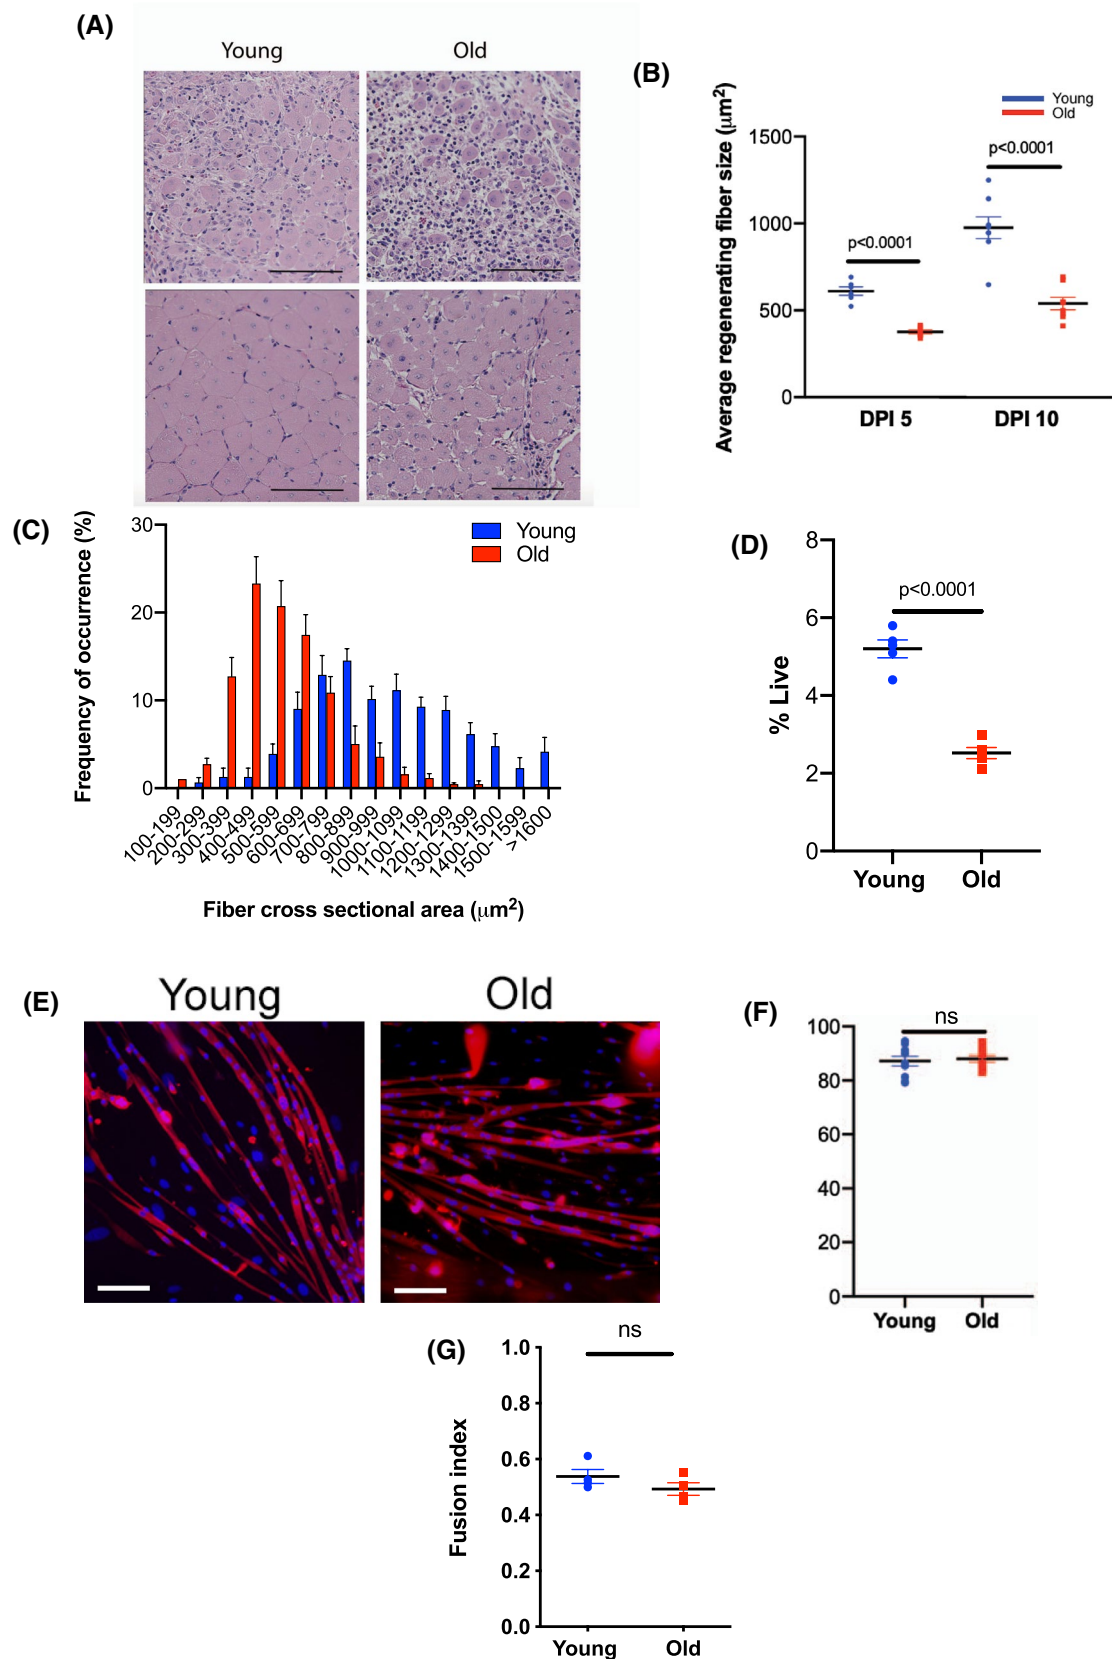 (A)
Young
Old
(B)
Average regenerating fiber size (μm²)
Young
Old
1500
1000
500
0
p<0.0001
p<0.0001
DPI 5
DPI 10
(C)
Frequency of occurrence (%)
30
20
10
0
Young
Old
100-199
200-299
300-399
400-499
500-599
600-699
700-799
800-899
900-999
1000-1099
1100-1199
1200-1299
1300-1399
1400-1500
1500-1599
>1600
Fiber cross sectional area (μm²)
(D)
% Live
8
6
4
2
0
p<0.0001
Young
Old
(E)
Young
Old
(F)
100
80
60
40
20
0
ns
Young
Old
(G)
Fusion index
1.0
0.8
0.6
0.4
0.2
0.0
ns
Young
Old